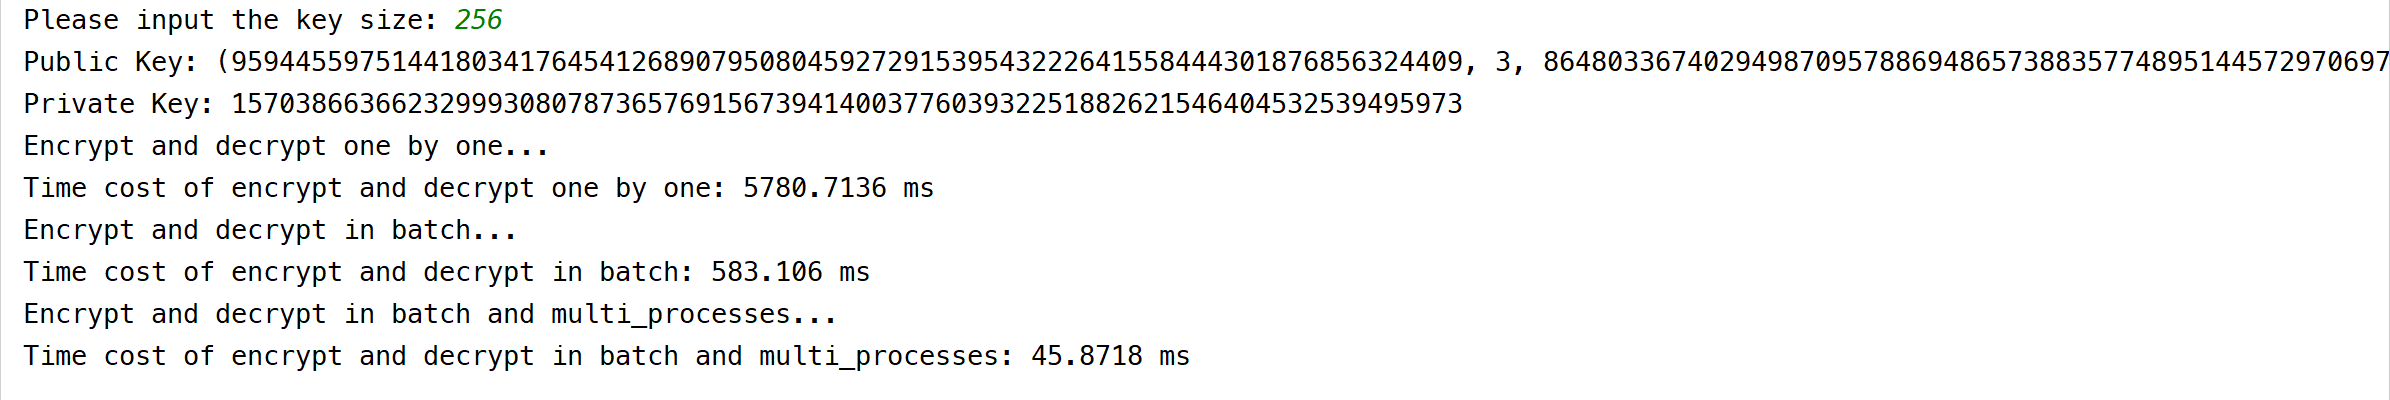 Please input the key size: 256
Public Key: (95944559751441803417645412689079508045927291539543222641558444301876856324409, 3, 86480336740294987095788694865738835774895144572970697
Private Key: 15703866366232999308078736576915673941400377603932251882621546404532539495973
Encrypt and decrypt one by one...
Time cost of encrypt and decrypt one by one: 5780.7136 ms
Encrypt and decrypt in batch...
Time cost of encrypt and decrypt in batch: 583.106 ms
Encrypt and decrypt in batch and multi_processes...
Time cost of encrypt and decrypt in batch and multi_processes: 45.8718 ms